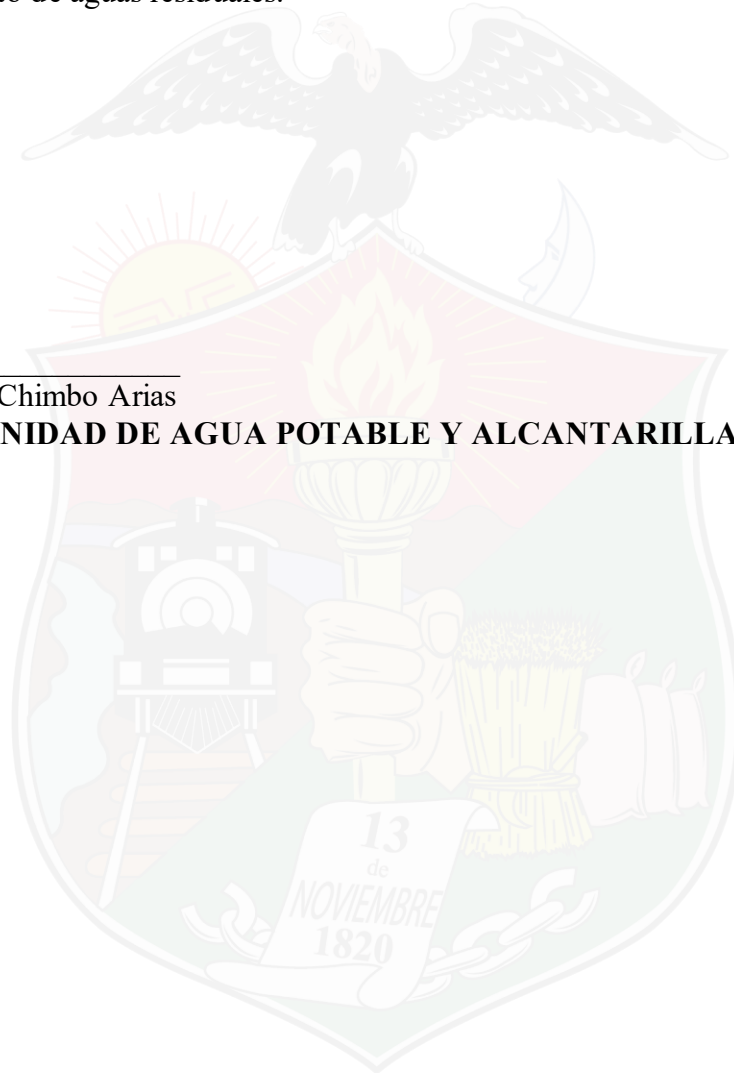 de aguas residuales.
Chimbo Arias
NIDAD DE AGUA POTABLE Y ALCANTARILLA
13
de
NOVIEMBRE
1820